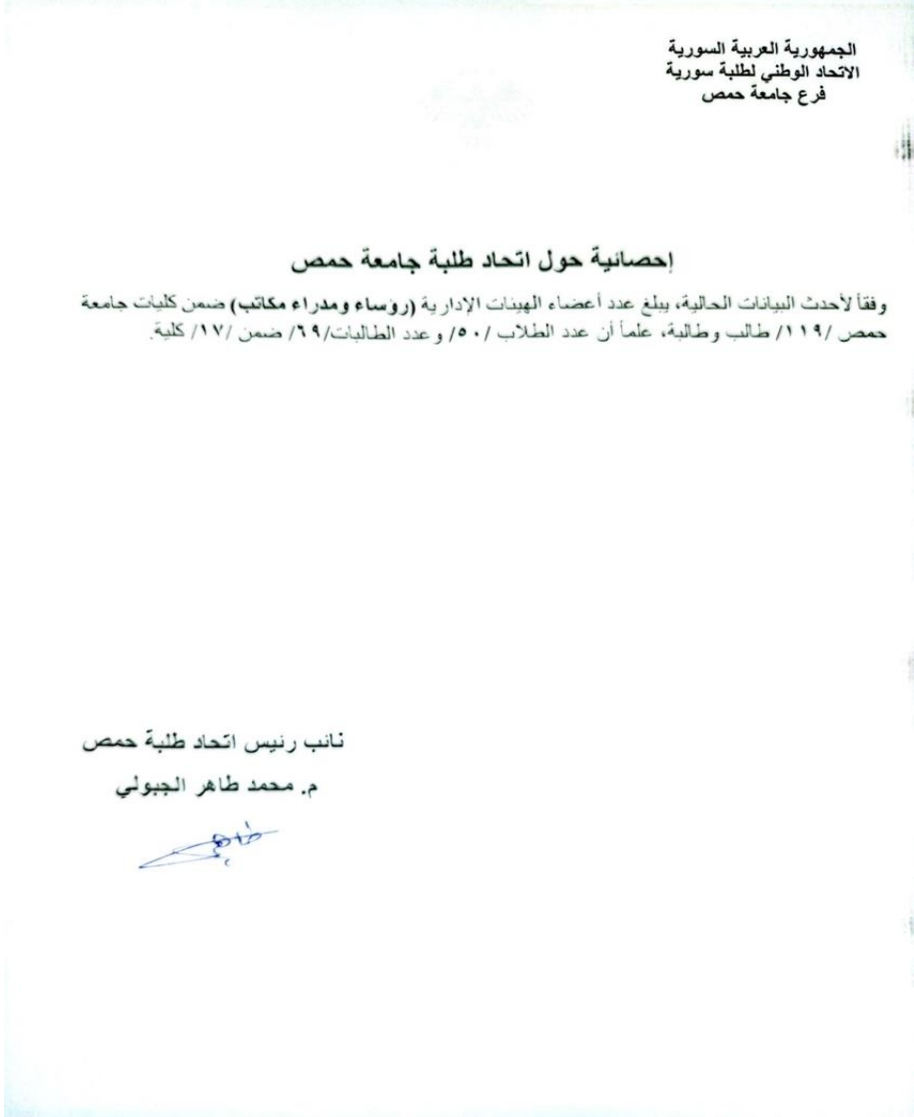 الجمهورية العربية السورية
الاتحاد الوطني لطلبة سورية
فرع جامعة حمص
إحصائية حول اتحاد طلبة جامعة حمص
وفقاً لأحدث البيانات الحالية، يبلغ عدد أعضاء الهيئات الإدارية (رؤساء ومدراء مكاتب) ضمن كليات جامعة
حمص /١١٩/ طالب وطالبة، علماً أن عدد الطلاب /٥٠/ وعدد الطالبات/٦٩/ ضمن /١٧/ كلية.
نائب رئيس اتحاد طلبة حمص
م. محمد طاهر الجبولي
طاهر